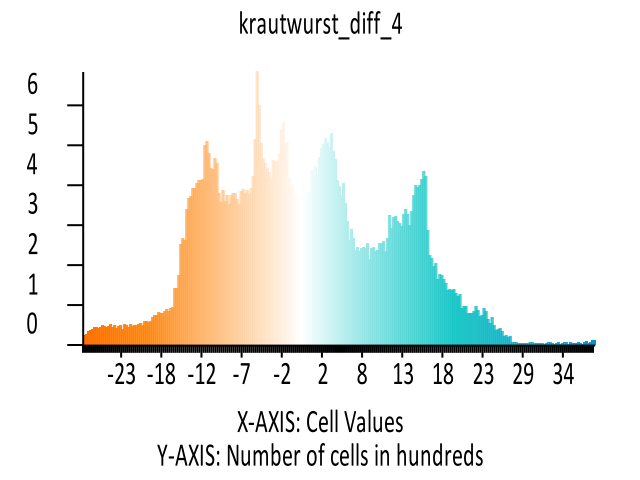 krautwurst_diff_4
6
5
4
3
2
1
0
-23 -18 -12 -7 -2 2 8 13 18 23 29 34
X-AXIS: Cell Values
Y-AXIS: Number of cells in hundreds